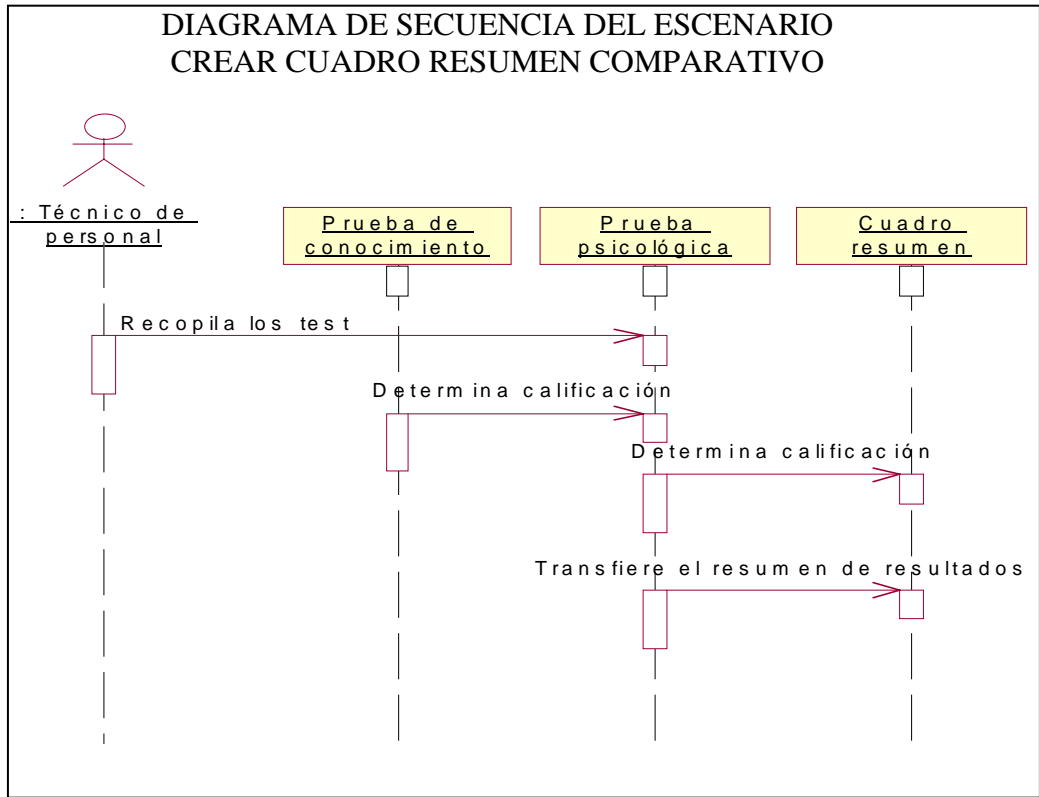 DIAGRAMA DE SECUENCIA DEL ESCENARIO
CREAR CUADRO RESUMEN COMPARATIVO
: Técnico de
personal
Prueba de
conocimiento
Prueba
psicológica
Cuadro
resumen
Recopila los test
Determina calificación
Determina calificación
Transfiere el resumen de resultados